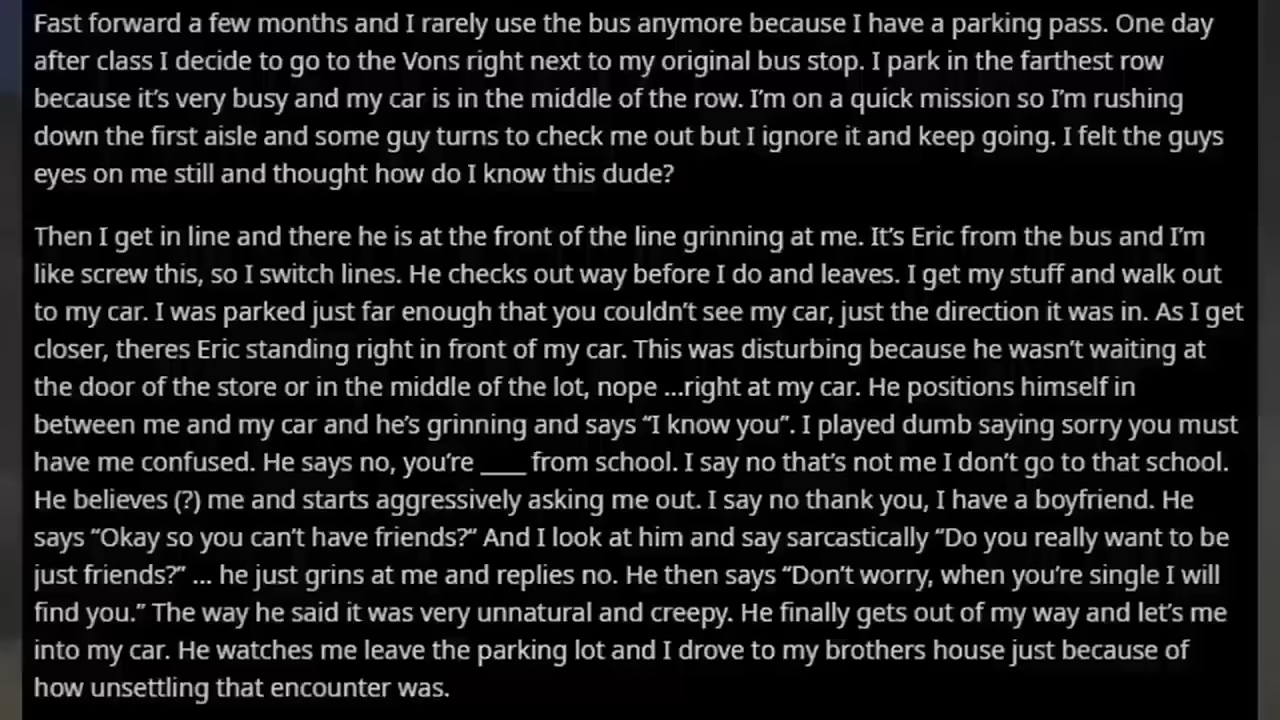 Fast forward a few months and I rarely use the bus anymore because I have a parking pass. One day
after class I decide to go to the Vons right next to my original bus stop. I park in the farthest row
because it’s very busy and my car is in the middle of the row. I’m on a quick mission so I’m rushing
down the first aisle and some guy turns to check me out but I ignore it and keep going. I felt the guys
eyes on me still and thought how do I know this dude?
Then I get in line and there he is at the front of the line grinning at me. It’s Eric from the bus and I’m
like screw this, so I switch lines. He checks out way before I do and leaves. I get my stuff and walk out
to my car. I was parked just far enough that you couldn’t see my car, just the direction it was in. As I get
closer, theres Eric standing right in front of my car. This was disturbing because he wasn’t waiting at
the door of the store or in the middle of the lot, nope ...right at my car. He positions himself in
between me and my car and he’s grinning and says “I know you”. I played dumb saying sorry you must
have me confused. He says no, you’re ____ from school. I say no that’s not me I don’t go to that school.
He believes (?) me and starts aggressively asking me out. I say no thank you, I have a boyfriend. He
says “Okay so you can’t have friends?“ And I look at him and say sarcastically “Do you really want to be
just friends?” ... he just grins at me and replies no. He then says “Don’t worry, when you’re single I will
find you.” The way he said it was very unnatural and creepy. He finally gets out of my way and let’s me
into my car. He watches me leave the parking lot and I drove to my brothers house just because of
how unsettling that encounter was.